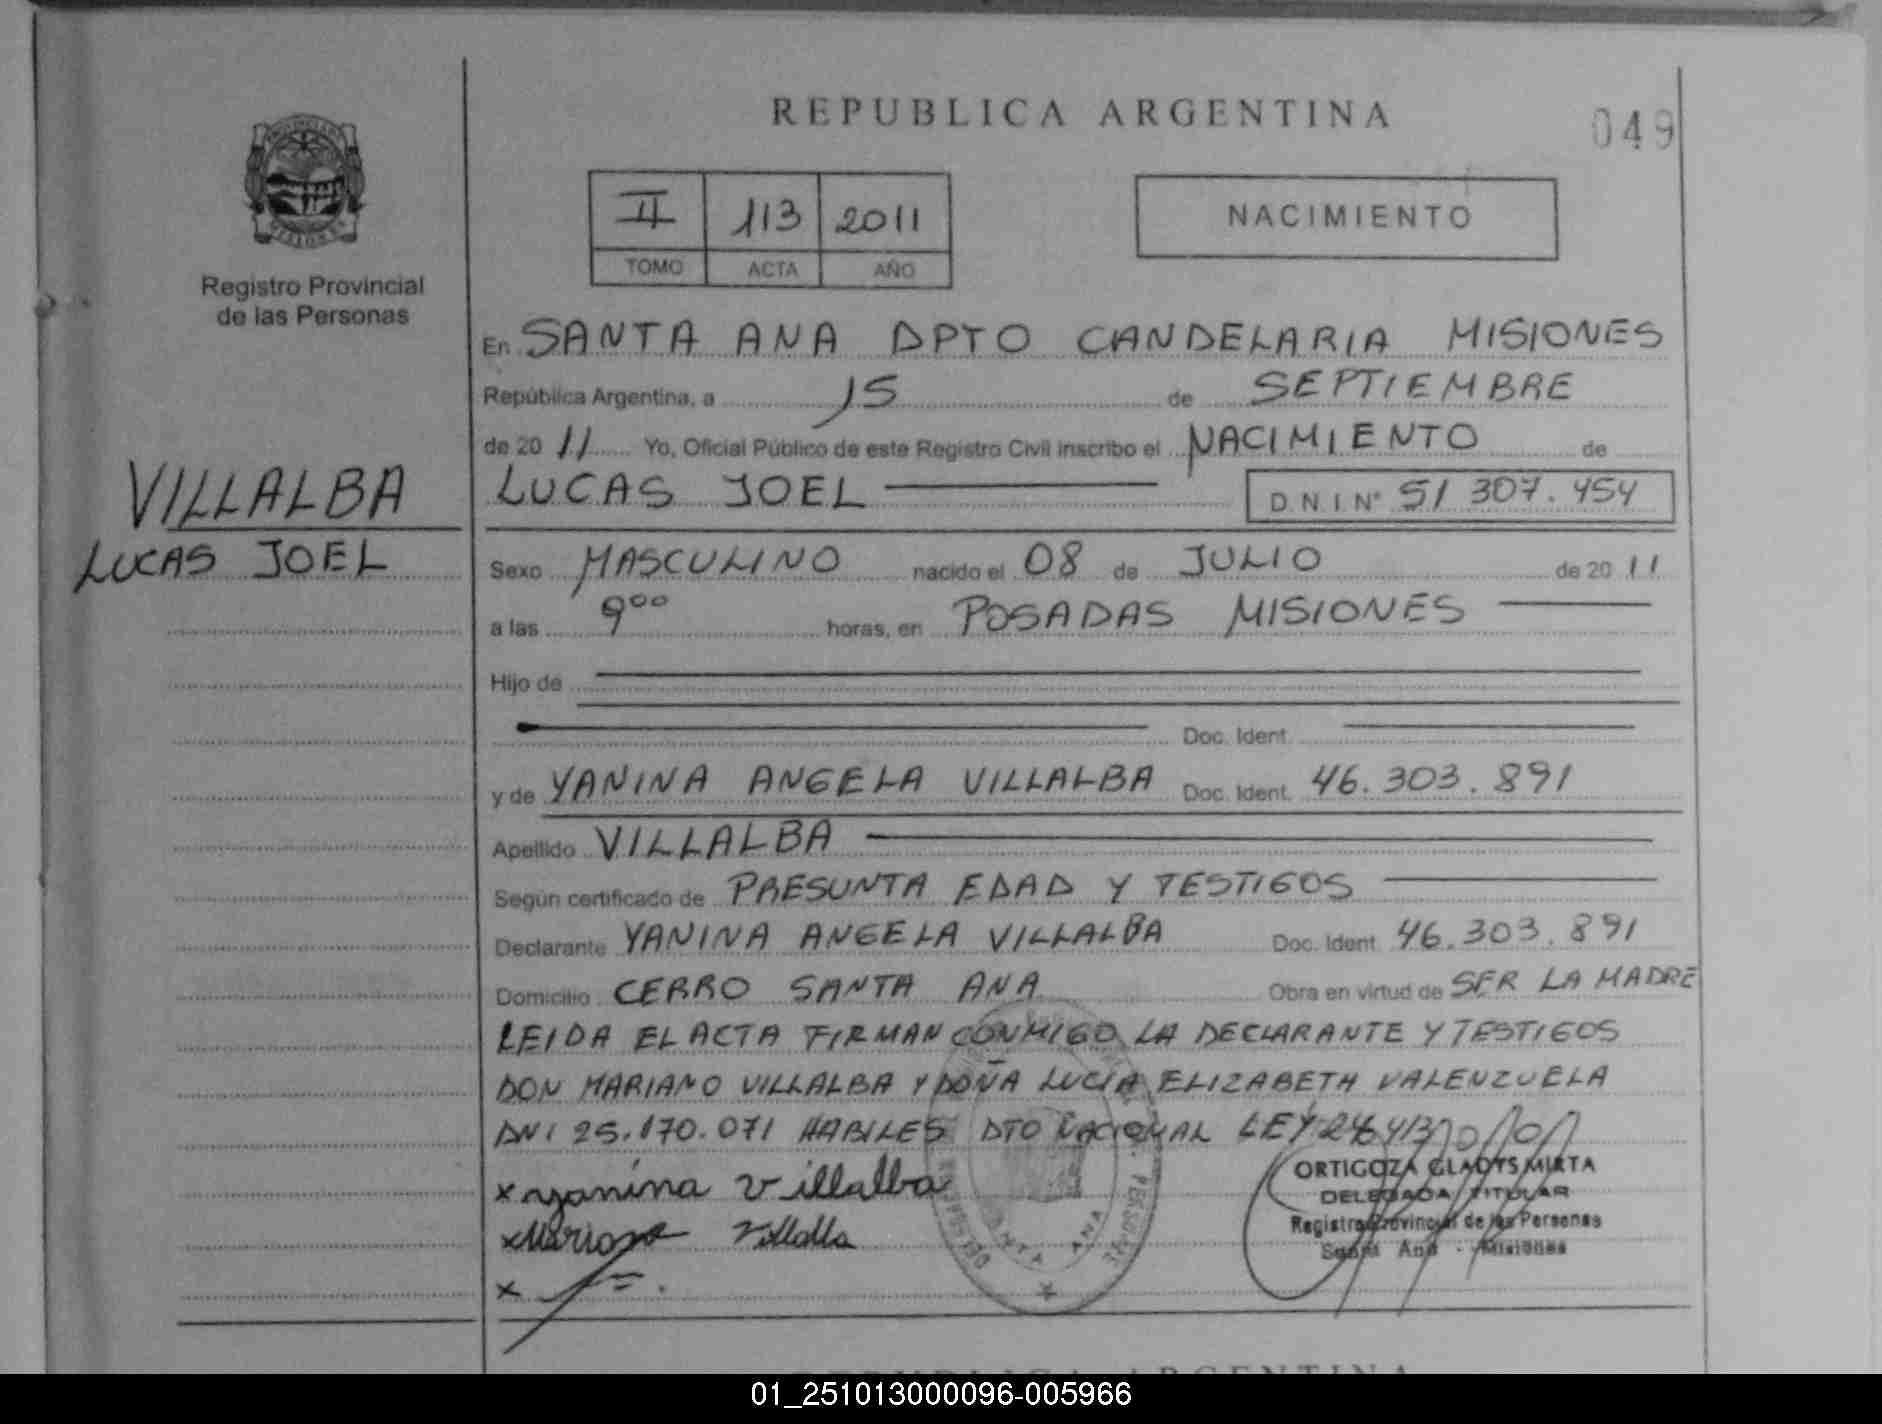 REPUBLICA ARGENTINA
049
II 113 2011
TOMO ACTA AÑO
NACIMIENTO
Registro Provincial
de las Personas
En SANTA ANA DPTO CANDELARIA MISIONES
República Argentina, a 15 de SEPTIEMBRE
de 2011 Yo, Oficial Público de este Registro Civil inscribo el NACIMIENTO de
LUCAS JOEL D.N.I. Nº 51.307.454
VILLALBA
LUCAS JOEL
Sexo MASCULINO nacido el 08 de JULIO de 2011
a las 9⁰⁰ horas, en POSADAS MISIONES
Hijo de
Doc. Ident.
y de YANINA ANGELA VILLALBA Doc. Ident. 46.303.891
Apellido VILLALBA
Según certificado de PRESUNTA EDAD Y TESTIGOS
Declarante YANINA ANGELA VILLALBA Doc. Ident. 46.303.891
Domicilio CERRO SANTA ANA Obra en virtud de SER LA MADRE
LEIDA EL ACTA FIRMAN CONMIGO LA DECLARANTE Y TESTIGOS
DON MARIANO VILLALBA Y DOÑA LUCIA ELIZABETH VALENZUELA
DNI 25.170.071 HABILES DTO NACIONAL LEY
x yanina villalba
x Mariano Villalba
x
ORTIGOZA GLADYS MIRTA
DELEGADA TITULAR
Registro Provincial de las Personas
Santa Ana - Misiones
SANTA ANA
REPUBLICA ARGENTINA
01_251013000096-005966